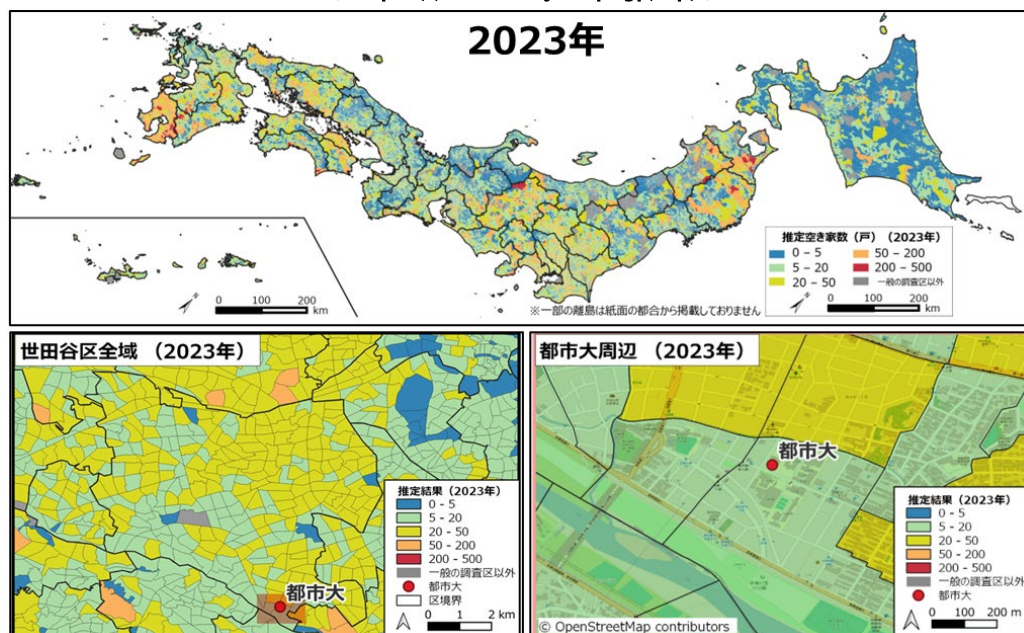 2023年
推定空き家数（戸）（2023年）
0 – 5
5 – 20
20 – 50
50 – 200
200 – 500
一般の調査区以外
0 100 200
km
0 100 200
km
※一部の離島は紙面の都合から掲載しておりません
世田谷区全域 （2023年）
都市大
推定結果（2023年）
0 - 5
5 - 20
20 - 50
50 - 200
200 - 500
一般の調査区以外
都市大
区境界
0 1 2 km
都市大周辺 （2023年）
都市大
推定結果（2023年）
0 - 5
5 - 20
20 - 50
50 - 200
200 - 500
一般の調査区以外
都市大
0 100 200 m
© OpenStreetMap contributors